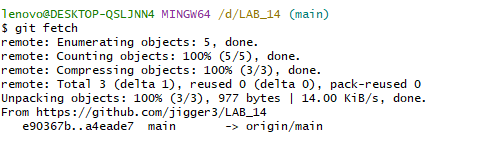 lenovo@DESKTOP-QSLJNN4 MINGW64 /d/LAB_14 (main)
$ git fetch
remote: Enumerating objects: 5, done.
remote: Counting objects: 100% (5/5), done.
remote: Compressing objects: 100% (3/3), done.
remote: Total 3 (delta 1), reused 0 (delta 0), pack-reused 0
Unpacking objects: 100% (3/3), 977 bytes | 14.00 KiB/s, done.
From https://github.com/jigger3/LAB_14
   e90367b..a4eade7  main       -> origin/main